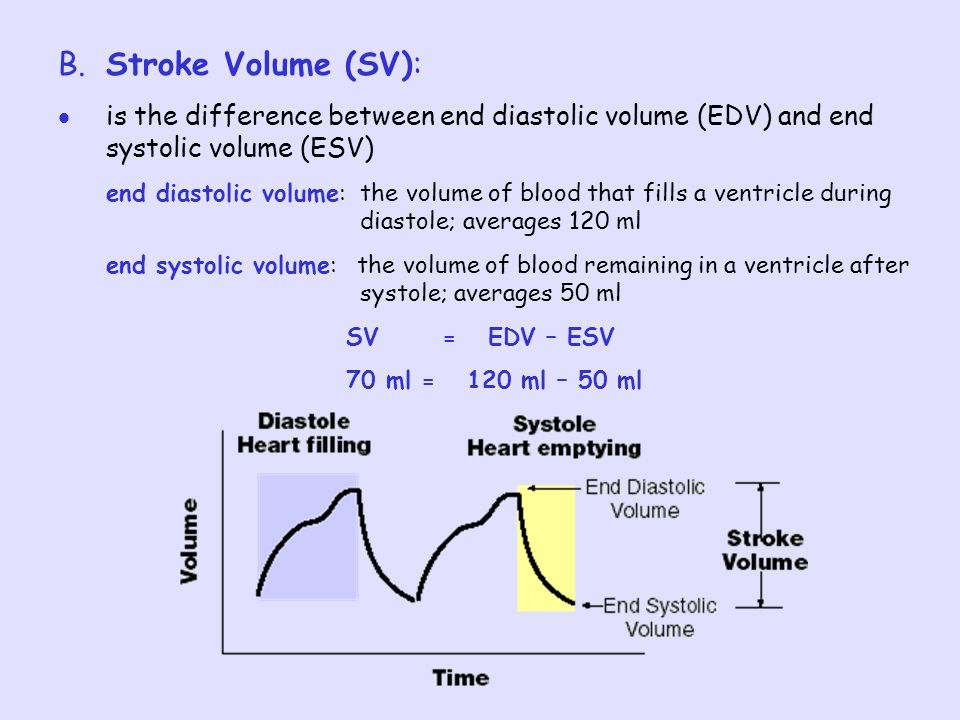 B. Stroke Volume (SV):
• is the difference between end diastolic volume (EDV) and end
systolic volume (ESV)
end diastolic volume: the volume of blood that fills a ventricle during
diastole; averages 120 ml
end systolic volume: the volume of blood remaining in a ventricle after
systole; averages 50 ml
SV = EDV – ESV
70 ml = 120 ml – 50 ml
Diastole
Heart filling
Systole
Heart emptying
End Diastolic
Volume
Stroke
Volume
End Systolic
Volume
Volume
Time